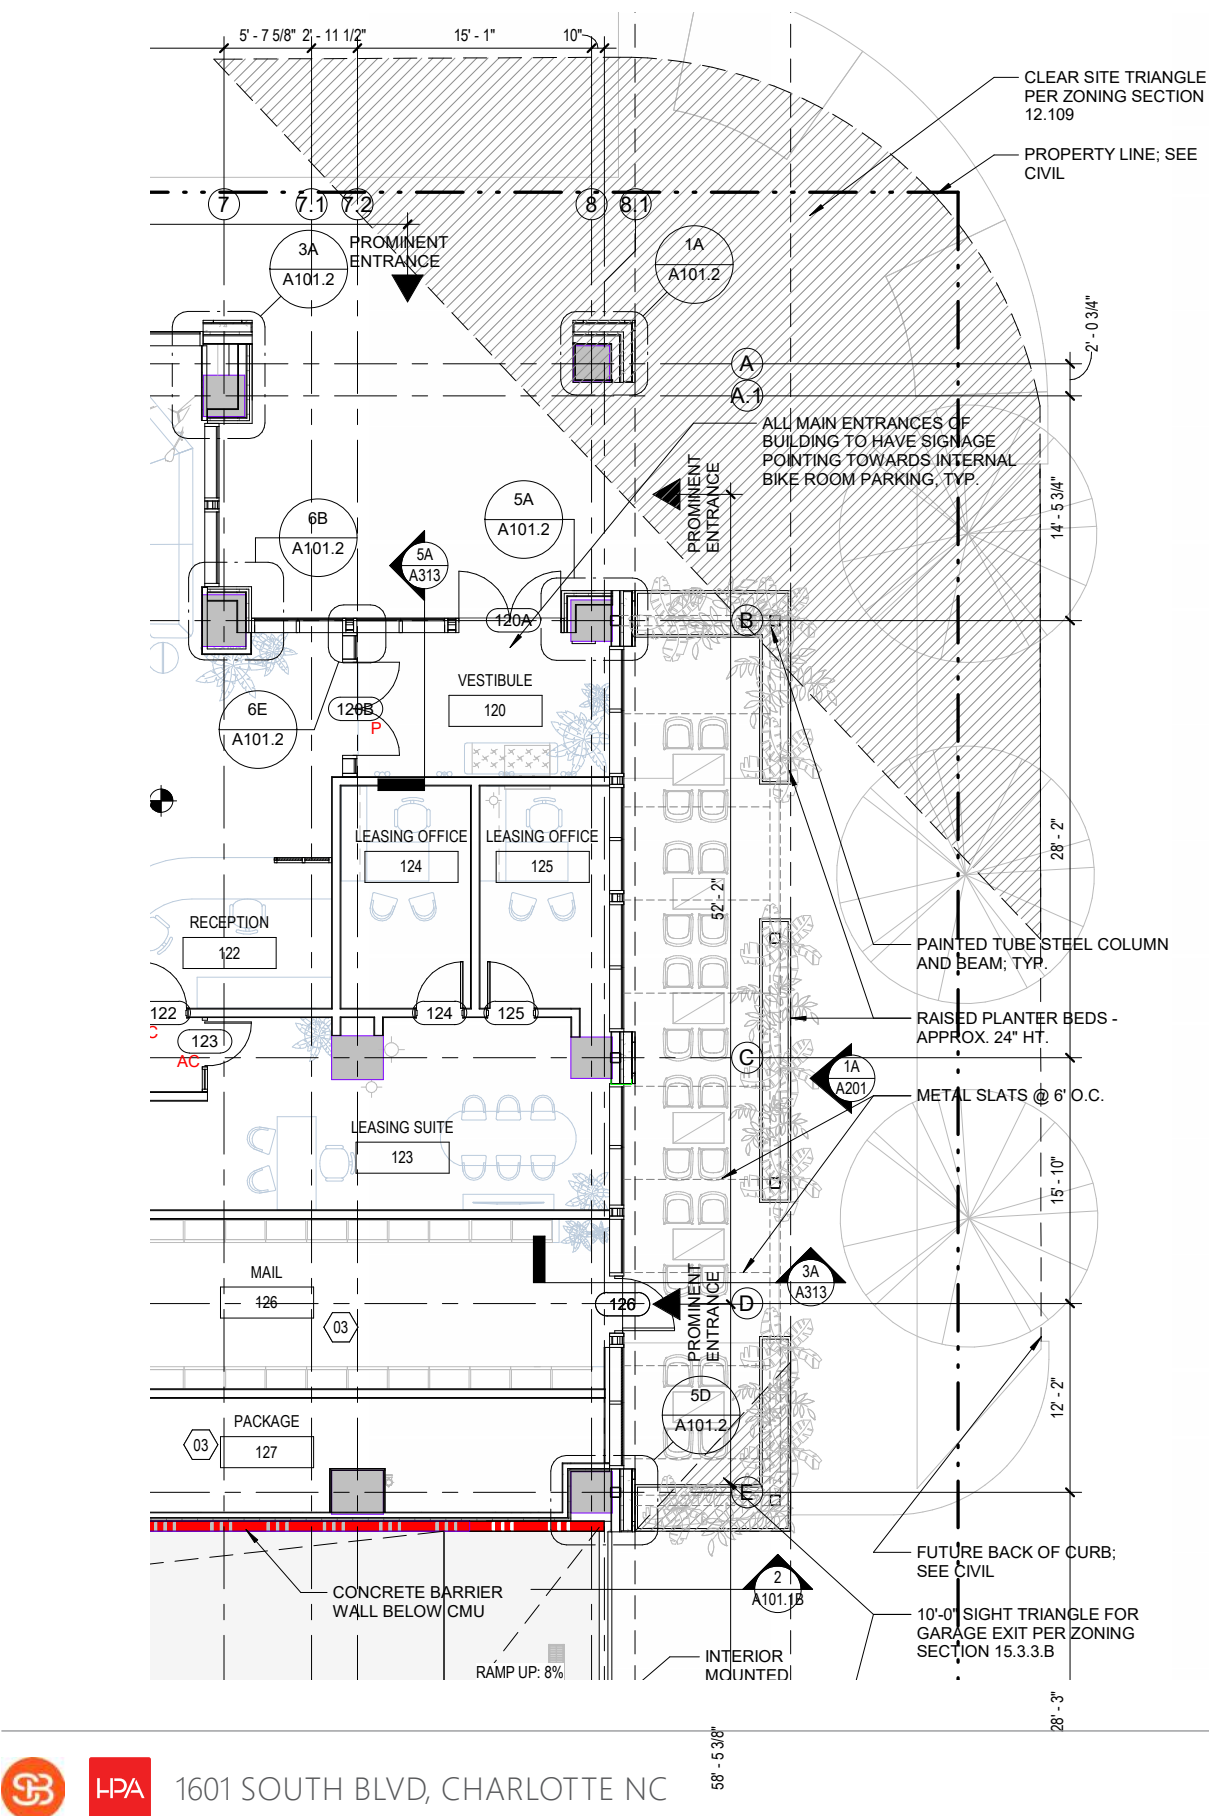 5' - 7 5/8"
2' - 11 1/2"
15' - 1"
10"
CLEAR SITE TRIANGLE
PER ZONING SECTION
12.109
PROPERTY LINE; SEE
CIVIL
7
7.1
7.2
8
8.1
3A
A101.2
PROMINENT
ENTRANCE
1A
A101.2
2' - 0 3/4"
A
A.1
ALL MAIN ENTRANCES OF
BUILDING TO HAVE SIGNAGE
POINTING TOWARDS INTERNAL
BIKE ROOM PARKING, TYP.
PROMINENT
ENTRANCE
14' - 5 3/4"
5A
A101.2
6B
A101.2
5A
A313
120A
B
VESTIBULE
120
6E
A101.2
120B
P
LEASING OFFICE
124
LEASING OFFICE
125
28' - 2"
52' - 2"
RECEPTION
122
PAINTED TUBE STEEL COLUMN
AND BEAM; TYP.
122
C
123
AC
124
125
RAISED PLANTER BEDS -
APPROX. 24" HT.
C
1A
A201
METAL SLATS @ 6' O.C.
LEASING SUITE
123
15' - 10"
MAIL
126
03
126
PROMINENT
ENTRANCE
D
3A
A313
5D
A101.2
12' - 2"
PACKAGE
127
03
E
FUTURE BACK OF CURB;
SEE CIVIL
CONCRETE BARRIER
WALL BELOW CMU
2
A101.1B
10'-0" SIGHT TRIANGLE FOR
GARAGE EXIT PER ZONING
SECTION 15.3.3.B
INTERIOR
MOUNTED
RAMP UP: 8%
28' - 3"
58' - 5 3/8"
SB
HPA
1601 SOUTH BLVD, CHARLOTTE NC